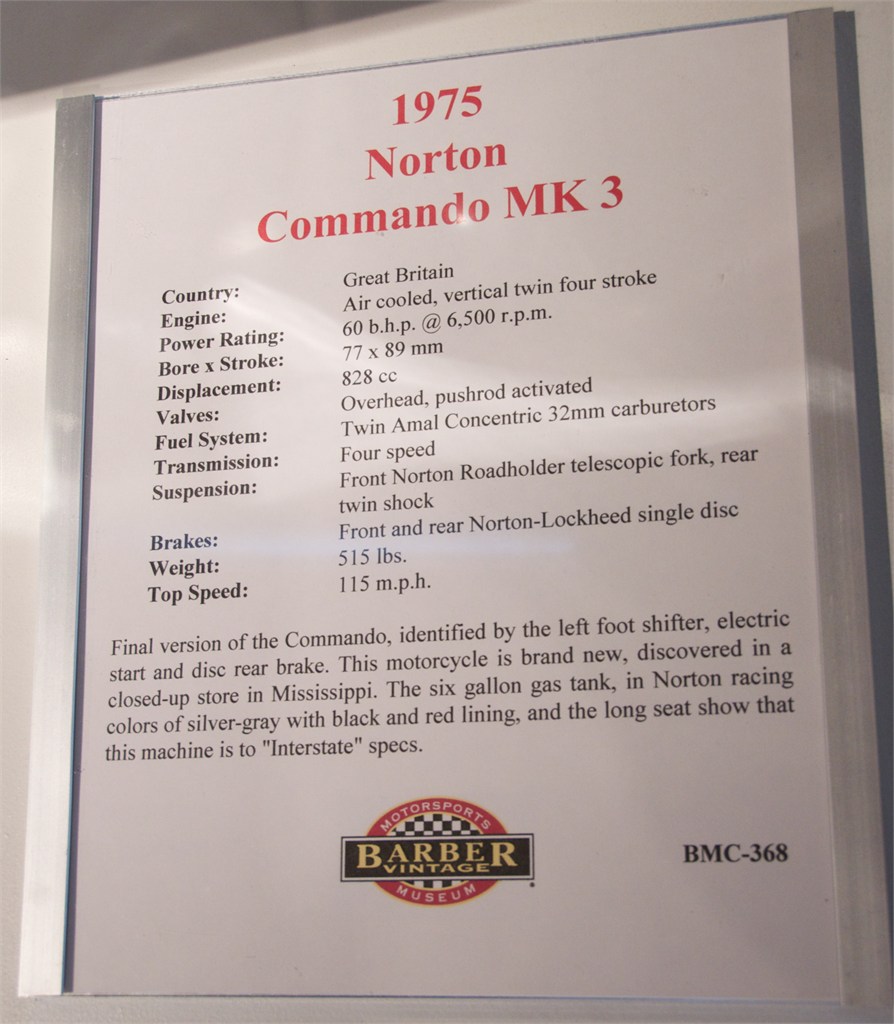 1975
Norton
Commando MK 3
Country: Great Britain
Engine: Air cooled, vertical twin four stroke
Power Rating: 60 b.h.p. @ 6,500 r.p.m.
Bore x Stroke: 77 x 89 mm
Displacement: 828 cc
Valves: Overhead, pushrod activated
Fuel System: Twin Amal Concentric 32mm carburetors
Transmission: Four speed
Suspension: Front Norton Roadholder telescopic fork, rear
twin shock
Brakes: Front and rear Norton-Lockheed single disc
Weight: 515 lbs.
Top Speed: 115 m.p.h.
Final version of the Commando, identified by the left foot shifter, electric
start and disc rear brake. This motorcycle is brand new, discovered in a
closed-up store in Mississippi. The six gallon gas tank, in Norton racing
colors of silver-gray with black and red lining, and the long seat show that
this machine is to "Interstate" specs.
MOTORSPORTS
BARBER
VINTAGE
MUSEUM
BMC-368